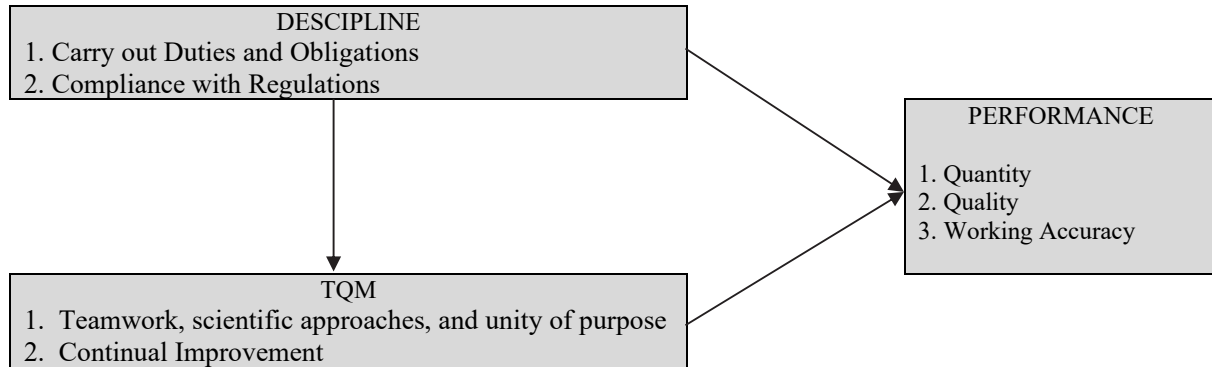 DESCIPLINE
1. Carry out Duties and Obligations
2. Compliance with Regulations
PERFORMANCE
1. Quantity
2. Quality
3. Working Accuracy
TQM
1. Teamwork, scientific approaches, and unity of purpose
2. Continual Improvement